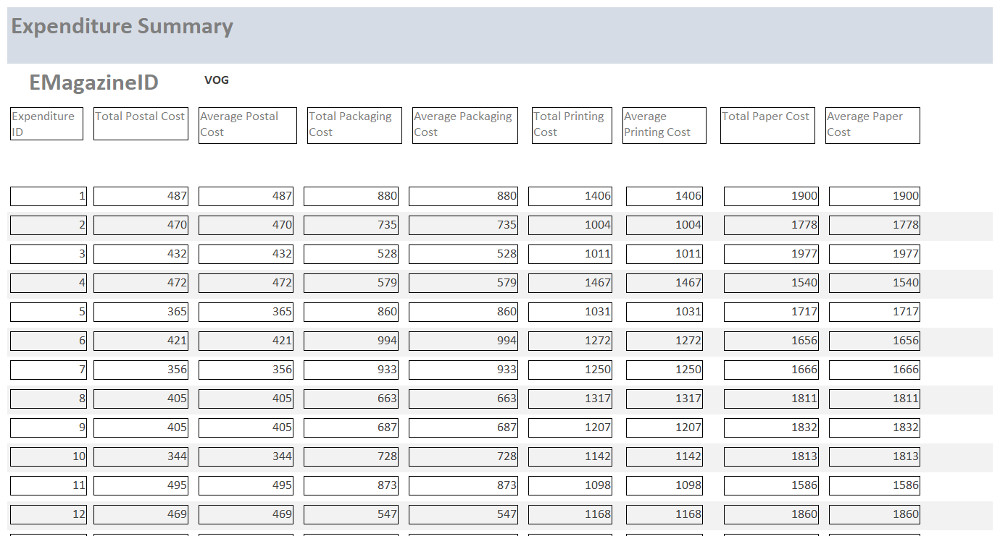 Expenditure Summary
EMagazineID VOG
Expenditure ID Total Postal Cost Average Postal Cost Total Packaging Cost Average Packaging Cost Total Printing Cost Average Printing Cost Total Paper Cost Average Paper Cost
1 487 487 880 880 1406 1406 1900 1900
2 470 470 735 735 1004 1004 1778 1778
3 432 432 528 528 1011 1011 1977 1977
4 472 472 579 579 1467 1467 1540 1540
5 365 365 860 860 1031 1031 1717 1717
6 421 421 994 994 1272 1272 1656 1656
7 356 356 933 933 1250 1250 1666 1666
8 405 405 663 663 1317 1317 1811 1811
9 405 405 687 687 1207 1207 1832 1832
10 344 344 728 728 1142 1142 1813 1813
11 495 495 873 873 1098 1098 1586 1586
12 469 469 547 547 1168 1168 1860 1860